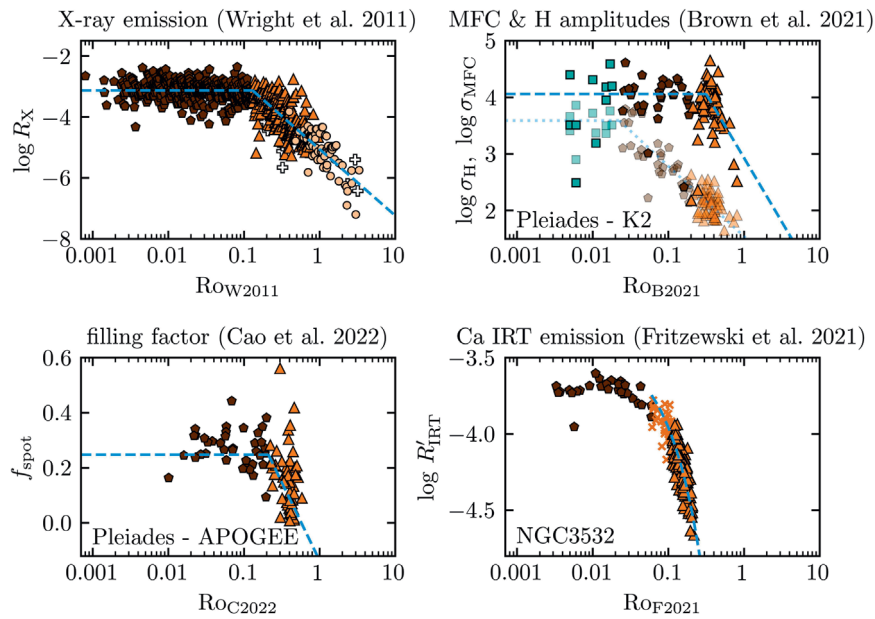 X-ray emission (Wright et al. 2011)
−2
−4
−6
−8
log R_X
0.001 0.01 0.1 1 10
Ro_W2011
MFC & H amplitudes (Brown et al. 2021)
5
4
3
2
log σ_H, log σ_MFC
Pleiades - K2
0.001 0.01 0.1 1 10
Ro_B2021
filling factor (Cao et al. 2022)
0.6
0.4
0.2
0.0
f_spot
Pleiades - APOGEE
0.001 0.01 0.1 1 10
Ro_C2022
Ca IRT emission (Fritzewski et al. 2021)
−3.5
−4.0
−4.5
log R′_IRT
NGC3532
0.001 0.01 0.1 1 10
Ro_F2021